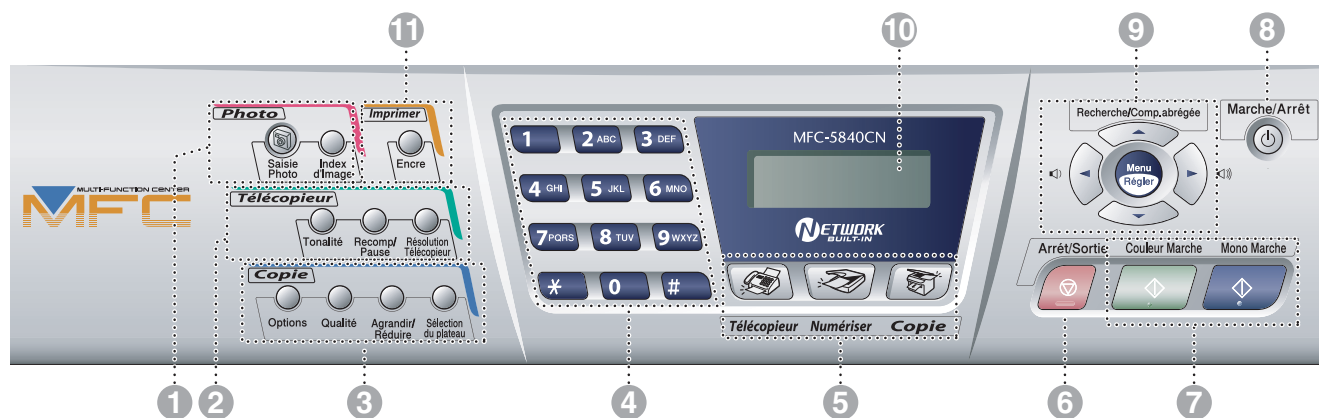 11
10
9
8
Photo
Imprimer
Saisie
Photo
Index
d'Image
Encre
1
MULTI-FUNCTION CENTER
MFC
Télécopieur
Tonalité
Recomp/
Pause
Résolution
Télécopieur
2
Copie
Options
Qualité
Agrandir/
Réduire
Sélection
du plateau
3
1
2 ABC
3 DEF
4 GHI
5 JKL
6 MNO
7 PQRS
8 TUV
9 WXYZ
*
0
#
4
MFC-5840CN
NETWORK
BUILT-IN
Télécopieur Numériser Copie
5
Recherche/Comp.abrégée
Menu
Régler
Marche/Arrêt
Arrét/Sortie
Couleur Marche
Mono Marche
6
7